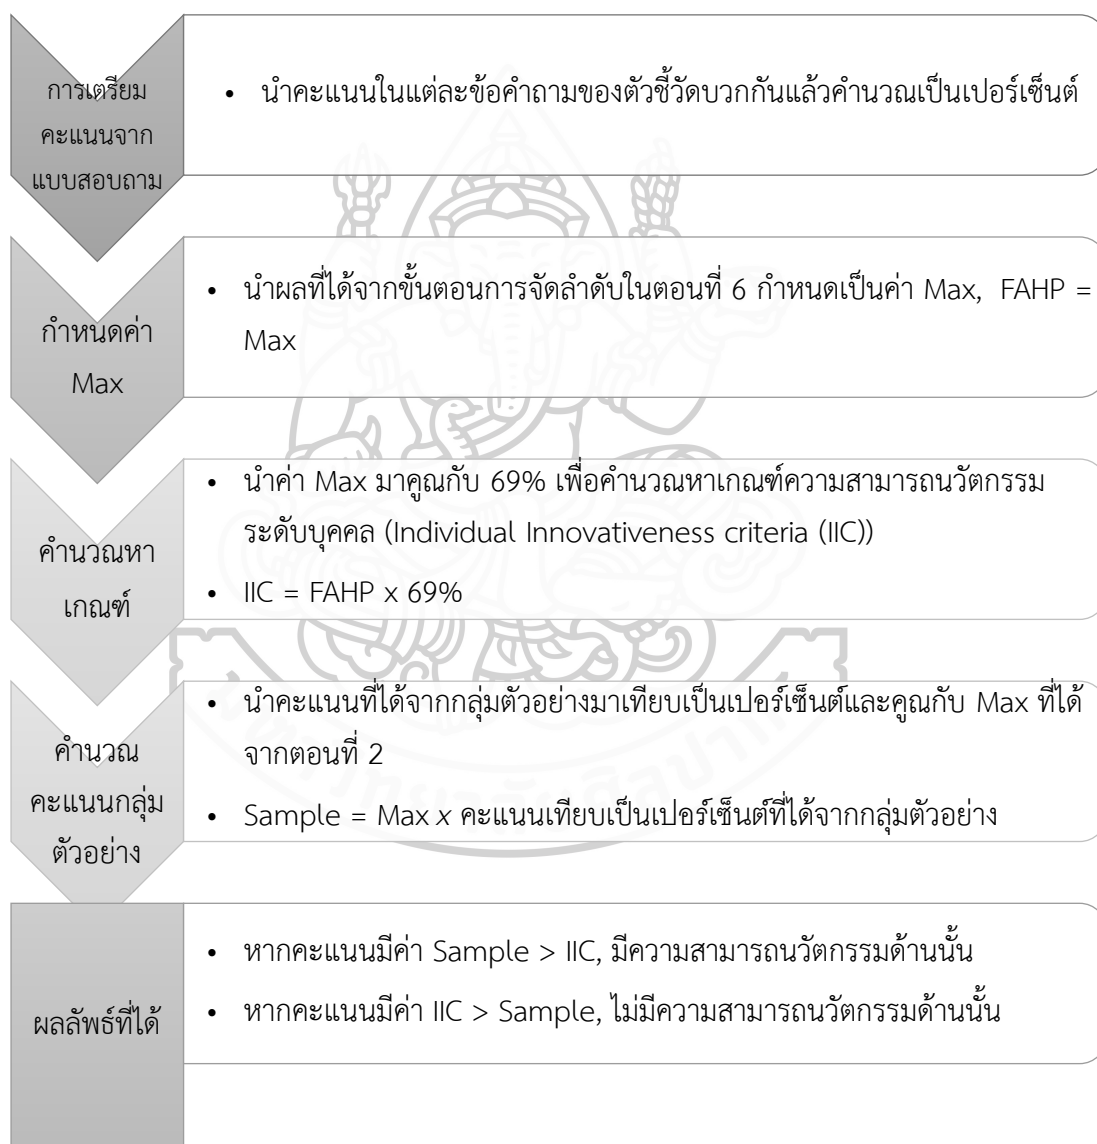 การเตรียม
คะแนนจาก
แบบสอบถาม
• นำคะแนนในแต่ละข้อคำถามของตัวชี้วัดบวกกันแล้วคำนวณเป็นเปอร์เซ็นต์
กำหนดค่า
Max
• นำผลที่ได้จากขั้นตอนการจัดลำดับในตอนที่ 6 กำหนดเป็นค่า Max, FAHP =
Max
คำนวณหา
เกณฑ์
• นำค่า Max มาคูณกับ 69% เพื่อคำนวณหาเกณฑ์ความสามารถนวัตกรรม
ระดับบุคคล (Individual Innovativeness criteria (IIC))
• IIC = FAHP x 69%
คำนวณ
คะแนนกลุ่ม
ตัวอย่าง
• นำคะแนนที่ได้จากกลุ่มตัวอย่างมาเทียบเป็นเปอร์เซ็นต์และคูณกับ Max ที่ได้
จากตอนที่ 2
• Sample = Max x คะแนนเทียบเป็นเปอร์เซ็นต์ที่ได้จากกลุ่มตัวอย่าง
ผลลัพธ์ที่ได้
• หากคะแนนมีค่า Sample > IIC, มีความสามารถนวัตกรรมด้านนั้น
• หากคะแนนมีค่า IIC > Sample, ไม่มีความสามารถนวัตกรรมด้านนั้น